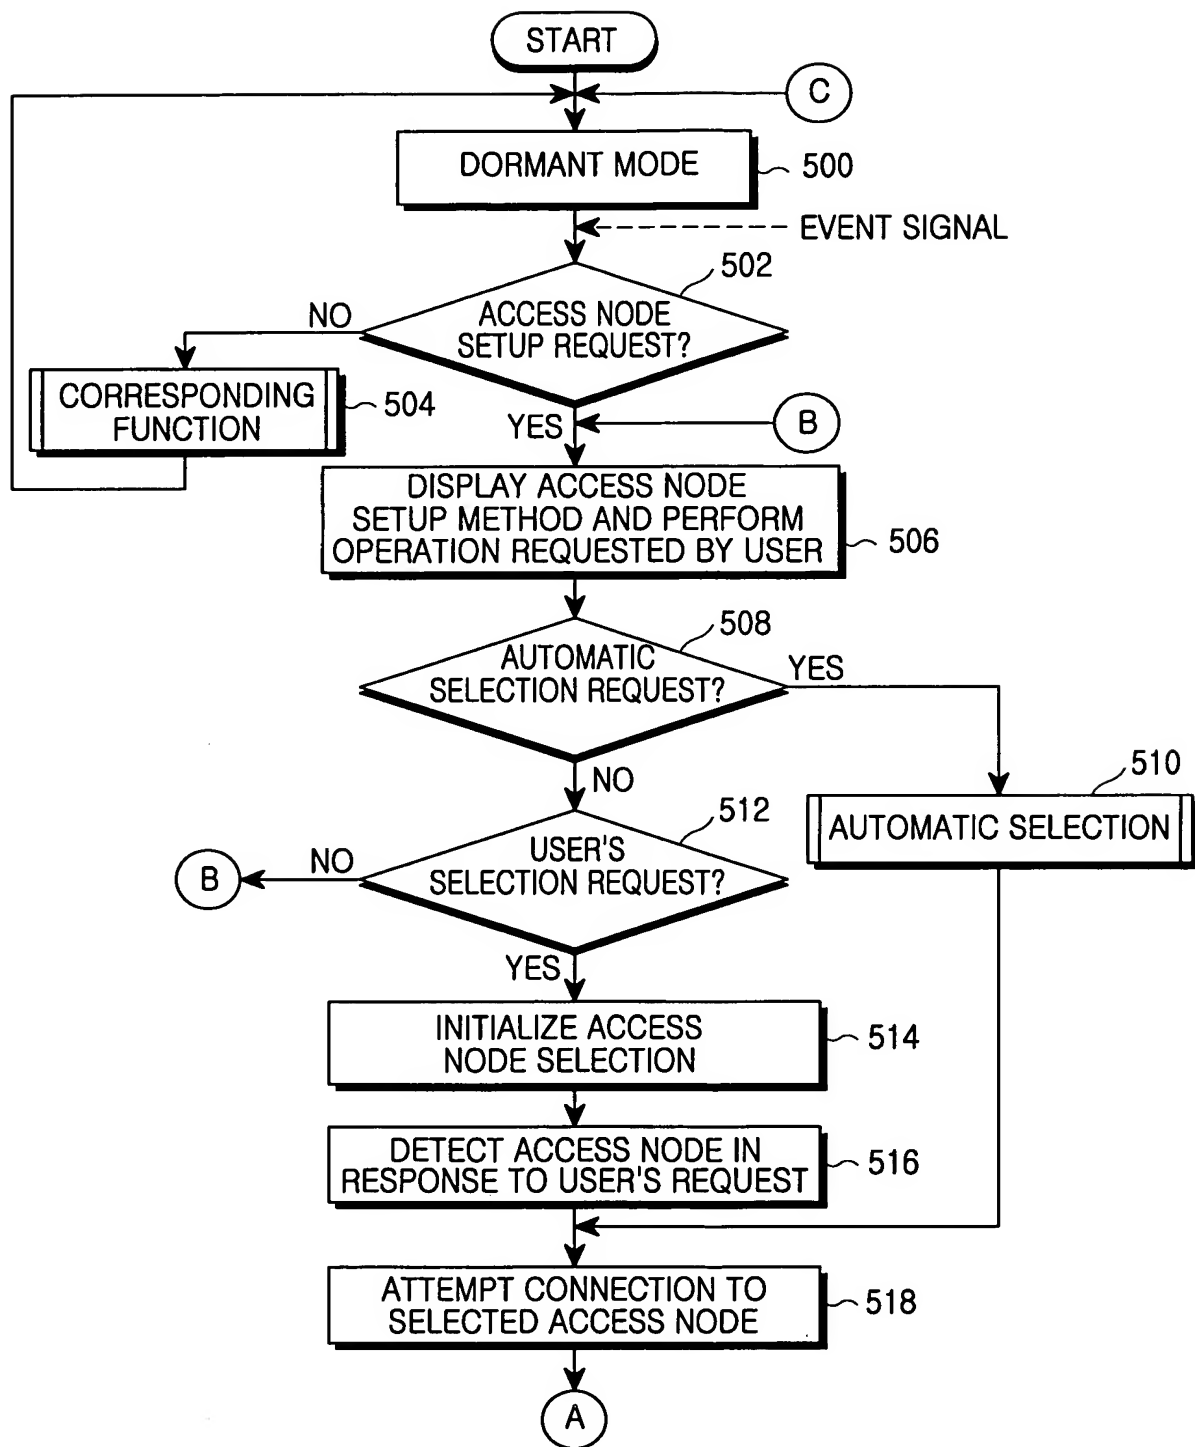 START
C
DORMANT MODE
500
EVENT SIGNAL
502
NO
ACCESS NODE
SETUP REQUEST?
CORRESPONDING
FUNCTION
504
YES
B
DISPLAY ACCESS NODE
SETUP METHOD AND PERFORM
OPERATION REQUESTED BY USER
506
508
AUTOMATIC
SELECTION REQUEST?
YES
NO
510
AUTOMATIC SELECTION
512
B
NO
USER'S
SELECTION REQUEST?
YES
INITIALIZE ACCESS
NODE SELECTION
514
DETECT ACCESS NODE IN
RESPONSE TO USER'S REQUEST
516
ATTEMPT CONNECTION TO
SELECTED ACCESS NODE
518
A